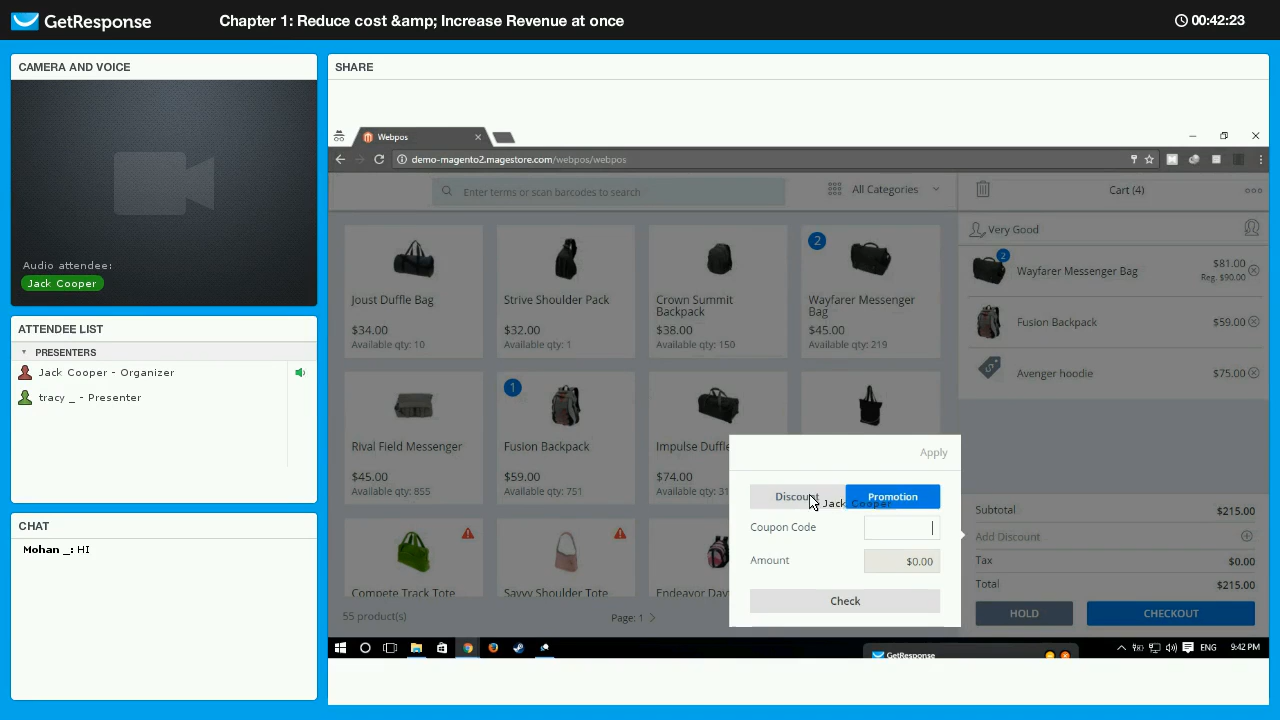 GetResponse
Chapter 1: Reduce cost &amp; Increase Revenue at once
00:42:23
CAMERA AND VOICE
Audio attendee:
Jack Cooper
ATTENDEE LIST
PRESENTERS
Jack Cooper - Organizer
tracy _ - Presenter
CHAT
Mohan _: HI
SHARE
Webpos
demo-magento2.magestore.com/webpos/webpos
Enter terms or scan barcodes to search
All Categories
Cart (4)
Joust Duffle Bag
$34.00
Available qty: 10
Strive Shoulder Pack
$32.00
Available qty: 1
Crown Summit
Backpack
$38.00
Available qty: 150
2
Wayfarer Messenger
Bag
$45.00
Available qty: 219
Rival Field Messenger
$45.00
Available qty: 855
1
Fusion Backpack
$59.00
Available qty: 751
Impulse Duffle
$74.00
Available qty: 31
Compete Track Tote
Savvy Shoulder Tote
Endeavor Day
55 product(s)
Page: 1
Very Good
2
Wayfarer Messenger Bag
$81.00
Reg. $90.00
Fusion Backpack
$59.00
Avenger hoodie
$75.00
Apply
Discount
Promotion
Jack Cooper
Coupon Code
Amount
$0.00
Check
Subtotal
$215.00
Add Discount
Tax
$0.00
Total
$215.00
HOLD
CHECKOUT
GetResponse
ENG
9:42 PM